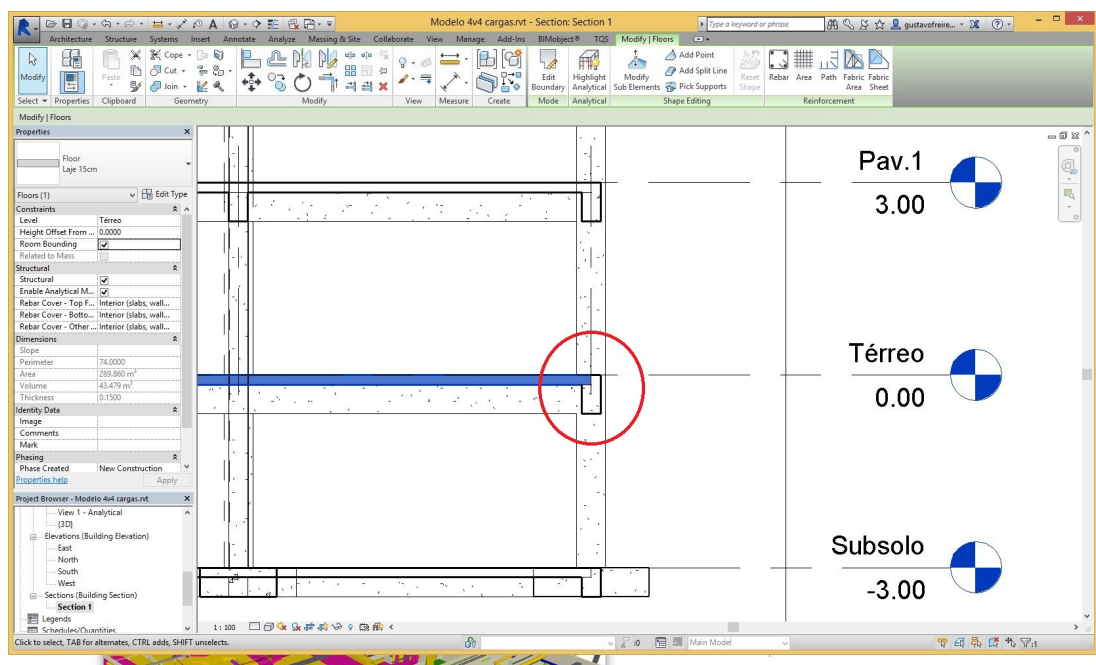 Modelo 4v4 cargas.rvt - Section: Section 1
Type a keyword or phrase
gustavofreire...
Architecture Structure Systems Insert Annotate Analyze Massing & Site Collaborate View Manage Add-Ins BIMobject® TQS Modify | Floors
Modify
Paste
Cope
Cut
Join
Edit Boundary
Highlight Analytical
Modify Sub Elements
Add Point
Add Split Line
Pick Supports
Reset Shape
Rebar Area Path Fabric Area Fabric Sheet
Select Properties Clipboard Geometry Modify View Measure Create Mode Analytical Shape Editing Reinforcement
Modify | Floors
Properties
Floor
Laje 15cm
Floors (1) Edit Type
Constraints
Level Térreo
Height Offset From ... 0.0000
Room Bounding
Related to Mass
Structural
Structural
Enable Analytical M...
Rebar Cover - Top F... Interior (slabs, wall...
Rebar Cover - Botto... Interior (slabs, wall...
Rebar Cover - Other ... Interior (slabs, wall...
Dimensions
Slope
Perimeter 74.0000
Area 289.860 m²
Volume 43.479 m³
Thickness 0.1500
Identity Data
Image
Comments
Mark
Phasing
Phase Created New Construction
Properties help Apply
Project Browser - Modelo 4v4 cargas.rvt
View 1 - Analytical
{3D}
Elevations (Building Elevation)
East
North
South
West
Sections (Building Section)
Section 1
Legends
Schedules/Quantities
Pav.1
3.00
Térreo
0.00
Subsolo
-3.00
1 : 100
Click to select, TAB for alternates, CTRL adds, SHIFT unselects.
:0
Main Model
:1